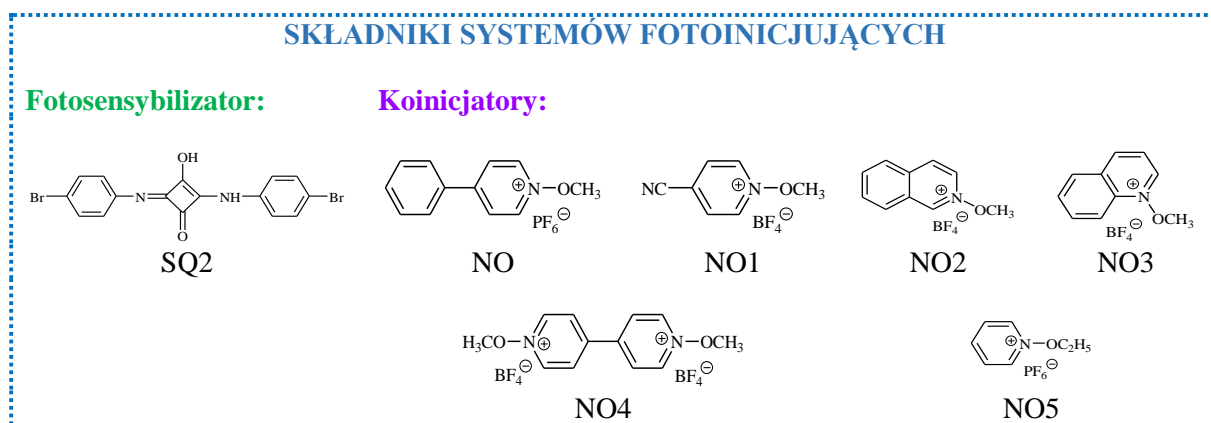 SKŁADNIKI SYSTEMÓW FOTOINICJUJĄCYCH
Fotosensybilizator: Koinicjatory:
OH
Br N NH Br
O
SQ2
N OCH3
PF6⊖
NO
NC N OCH3
BF4⊖
NO1
N OCH3
BF4⊖
NO2
N OCH3
BF4⊖
NO3
H3CO N N OCH3
BF4⊖ BF4⊖
NO4
N OC2H5
PF6⊖
NO5